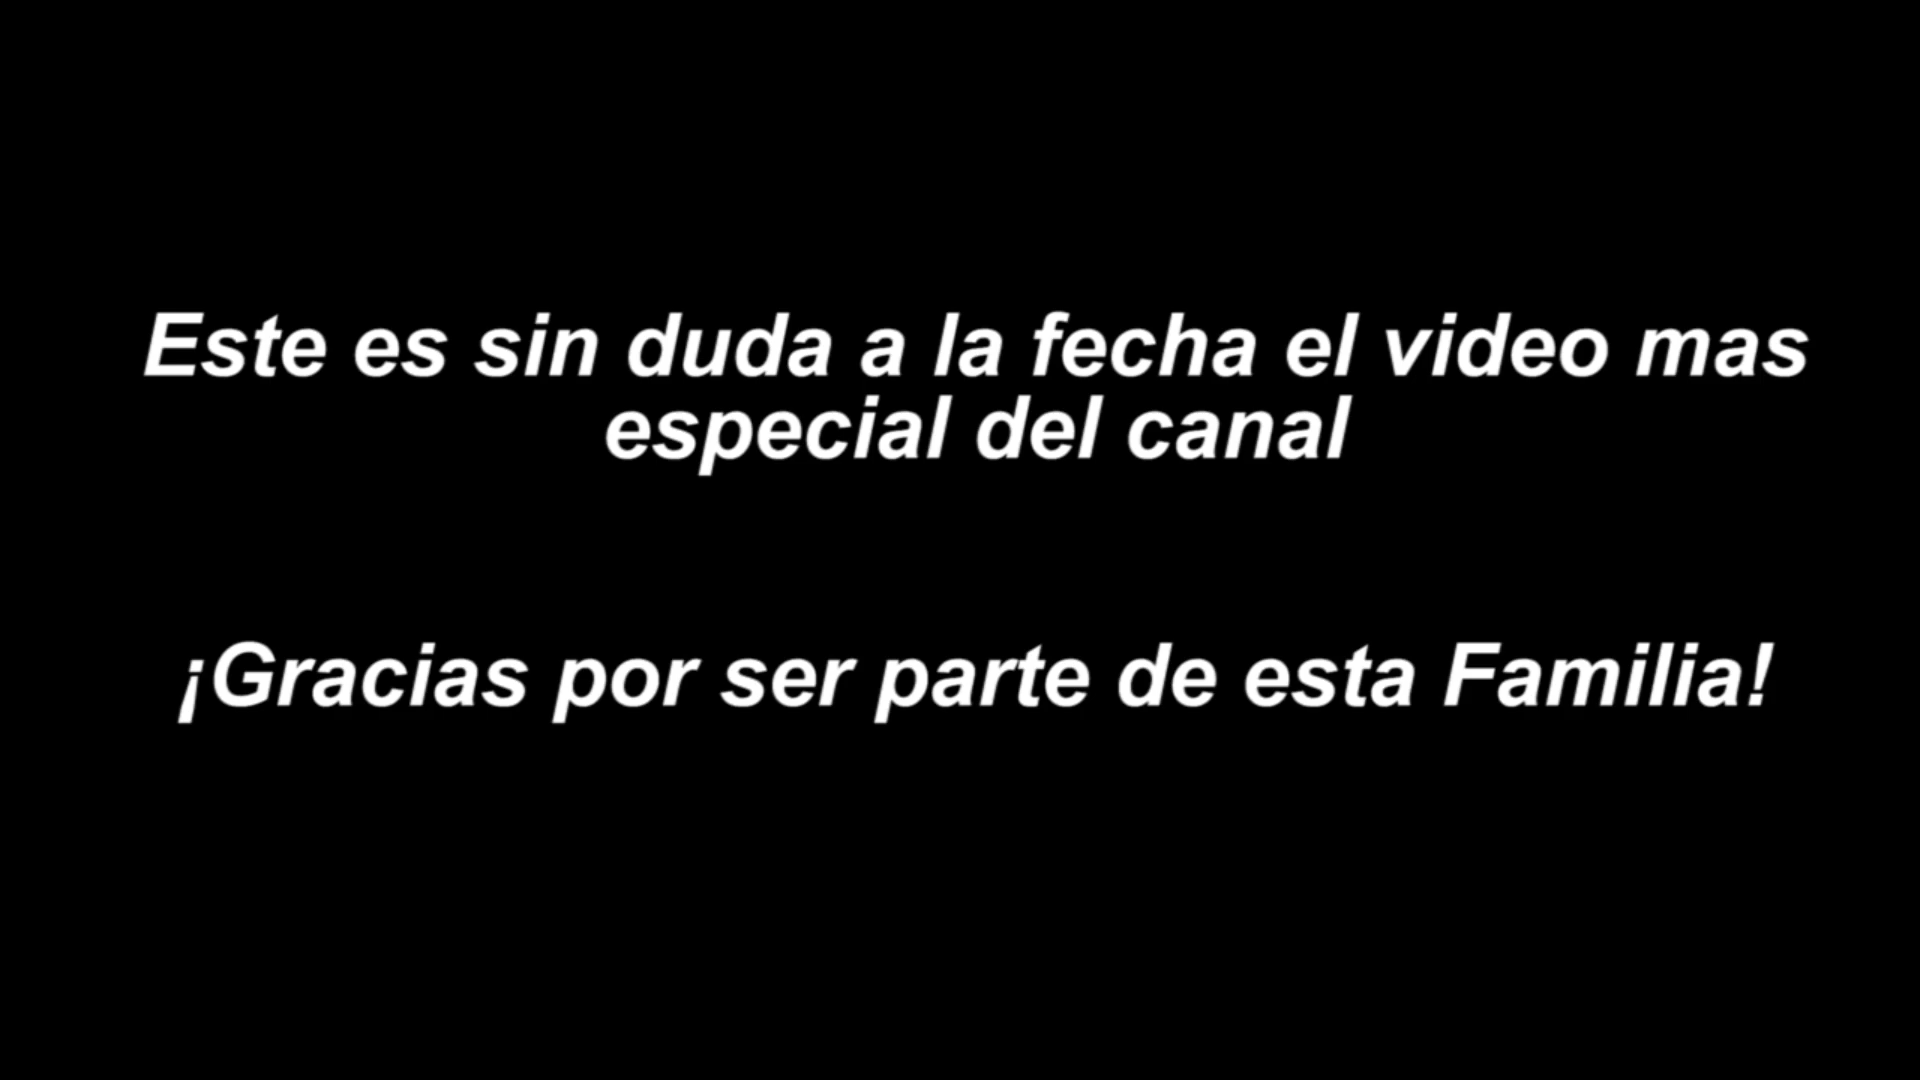 Este es sin duda a la fecha el video mas
especial del canal
¡Gracias por ser parte de esta Familia!